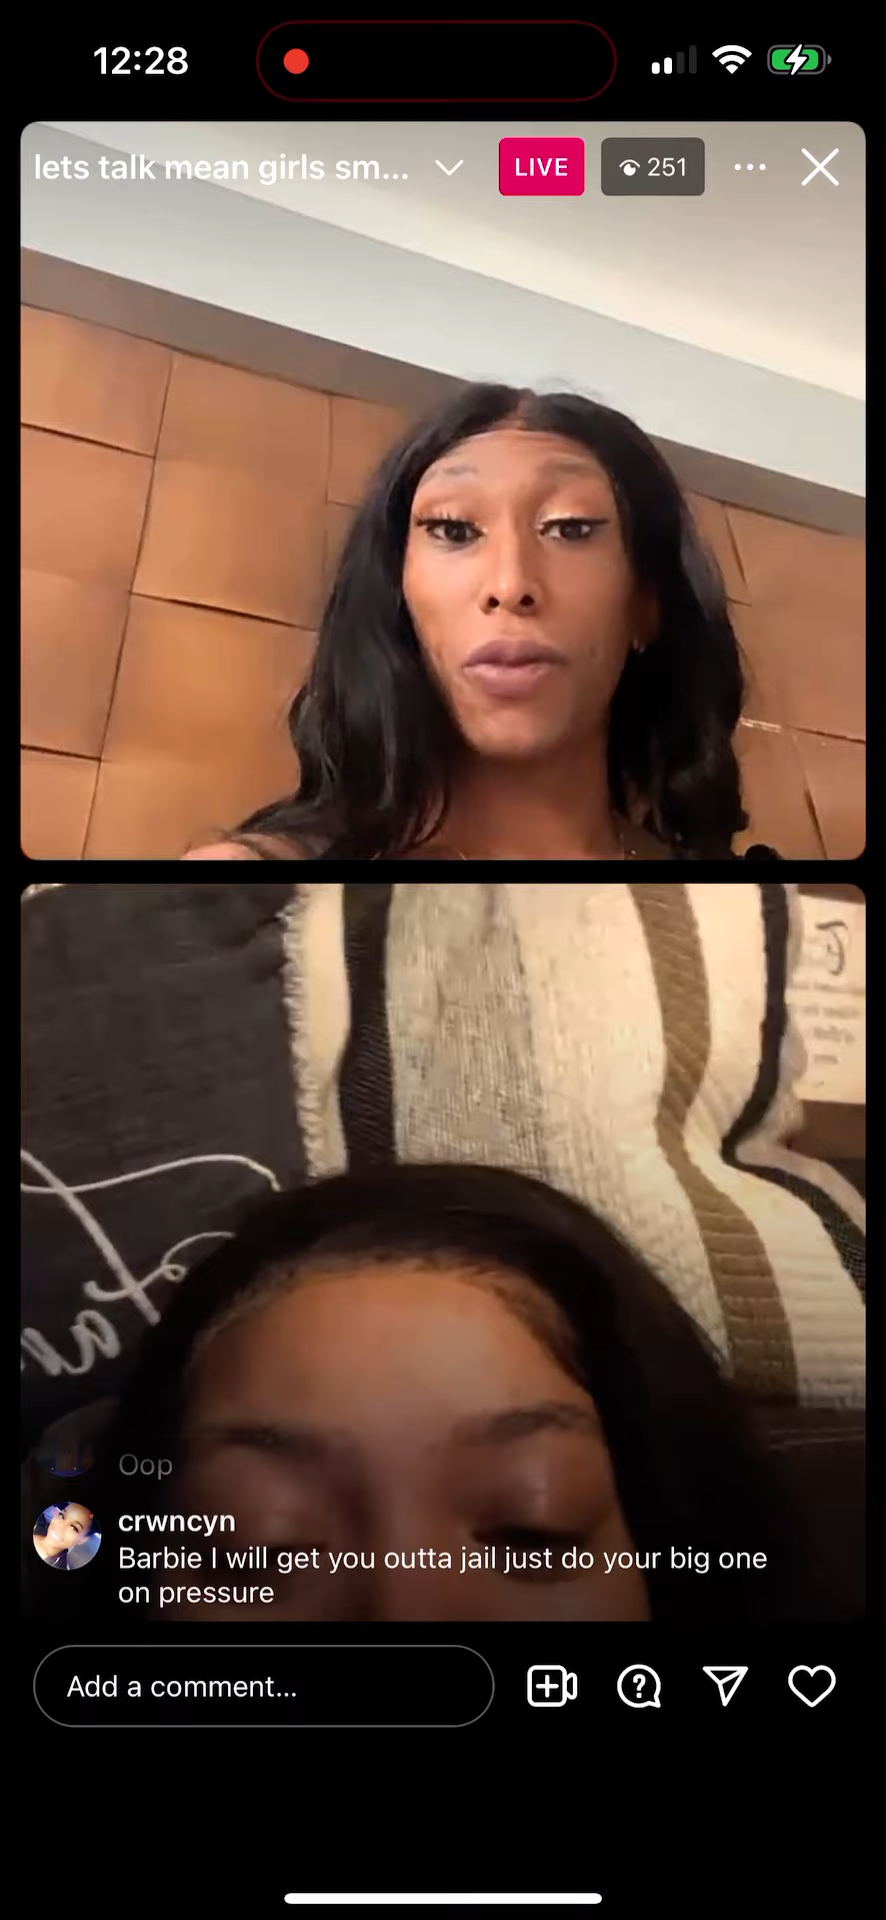 12:28
lets talk mean girls sm...
LIVE
251
Oop
crwncyn
Barbie I will get you outta jail just do your big one
on pressure
Add a comment...